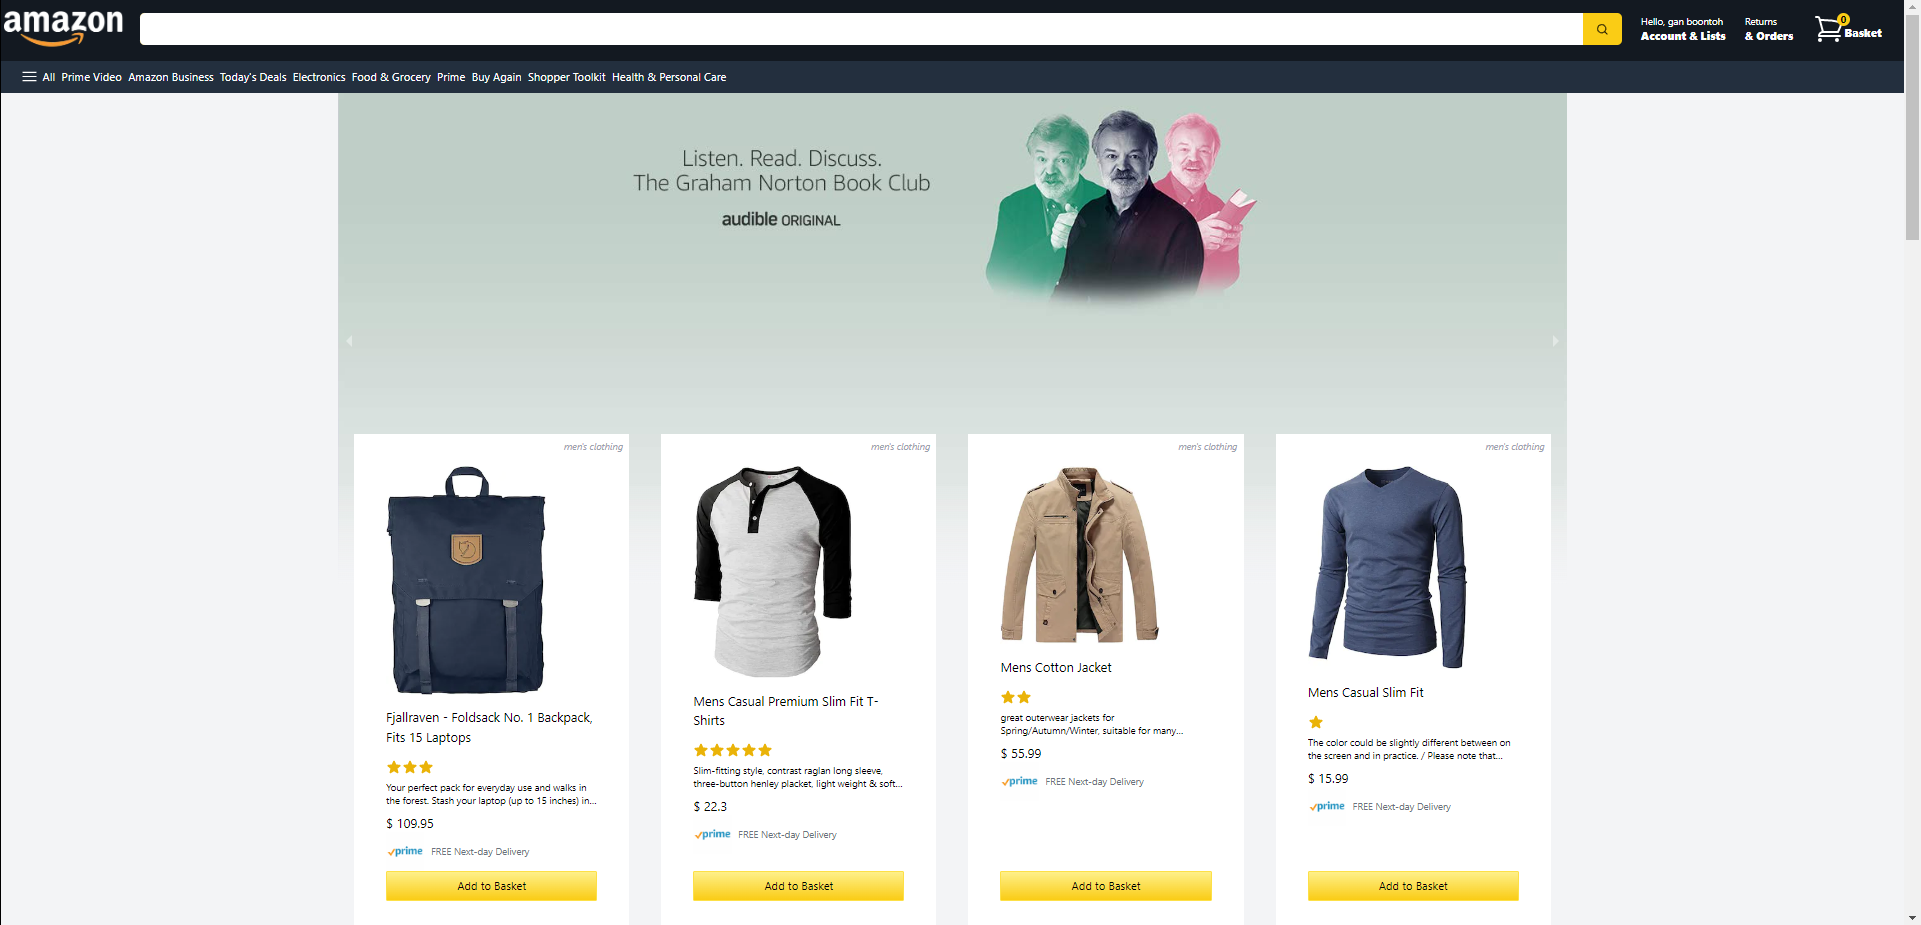 amazon
Hello, gan boontoh
Account & Lists
Returns
& Orders
0
Basket
All Prime Video Amazon Business Today's Deals Electronics Food & Grocery Prime Buy Again Shopper Toolkit Health & Personal Care
Listen. Read. Discuss.
The Graham Norton Book Club
audible ORIGINAL
men's clothing
Fjallraven - Foldsack No. 1 Backpack,
Fits 15 Laptops
Your perfect pack for everyday use and walks in
the forest. Stash your laptop (up to 15 inches) in...
$ 109.95
prime FREE Next-day Delivery
Add to Basket
men's clothing
Mens Casual Premium Slim Fit T-
Shirts
Slim-fitting style, contrast raglan long sleeve,
three-button henley placket, light weight & soft...
$ 22.3
prime FREE Next-day Delivery
Add to Basket
men's clothing
Mens Cotton Jacket
great outerwear jackets for
Spring/Autumn/Winter, suitable for many...
$ 55.99
prime FREE Next-day Delivery
Add to Basket
men's clothing
Mens Casual Slim Fit
The color could be slightly different between on
the screen and in practice. / Please note that...
$ 15.99
prime FREE Next-day Delivery
Add to Basket